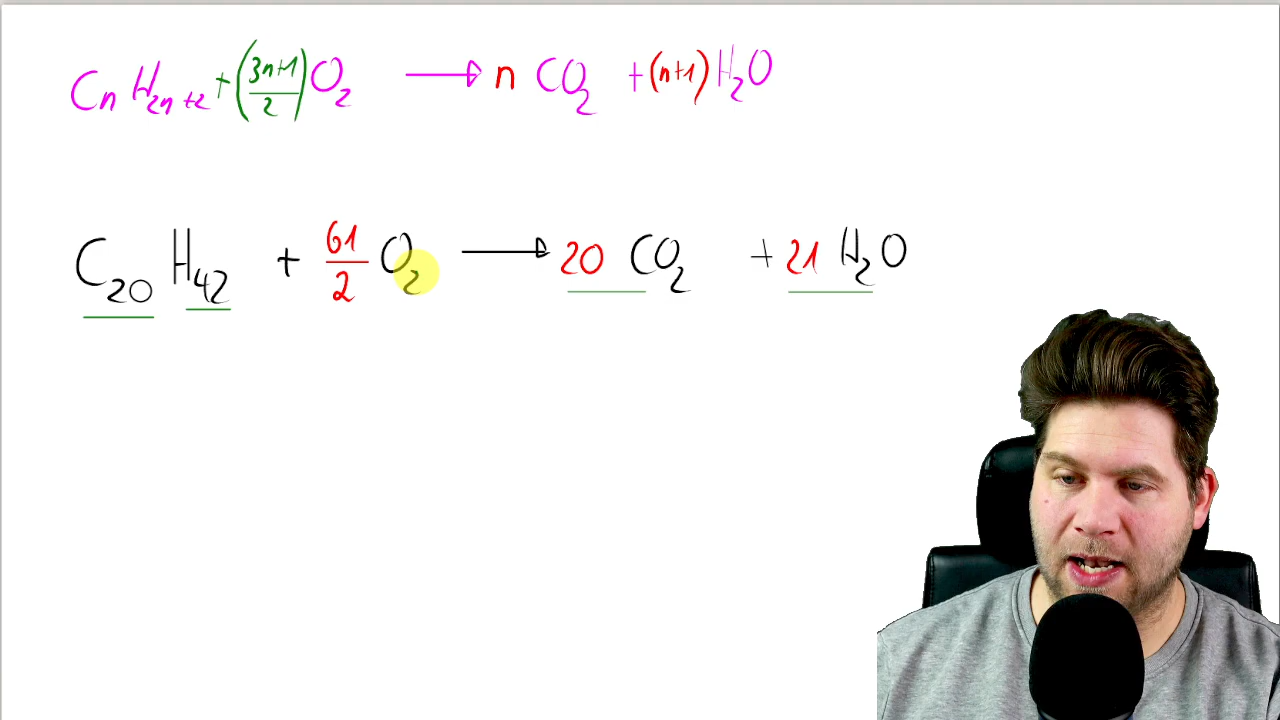 CnH2n+2 + (3n+1/2) O2 → n CO2 + (n+1) H2O
C20 H42 + 61/2 O2 → 20 CO2 + 21 H2O